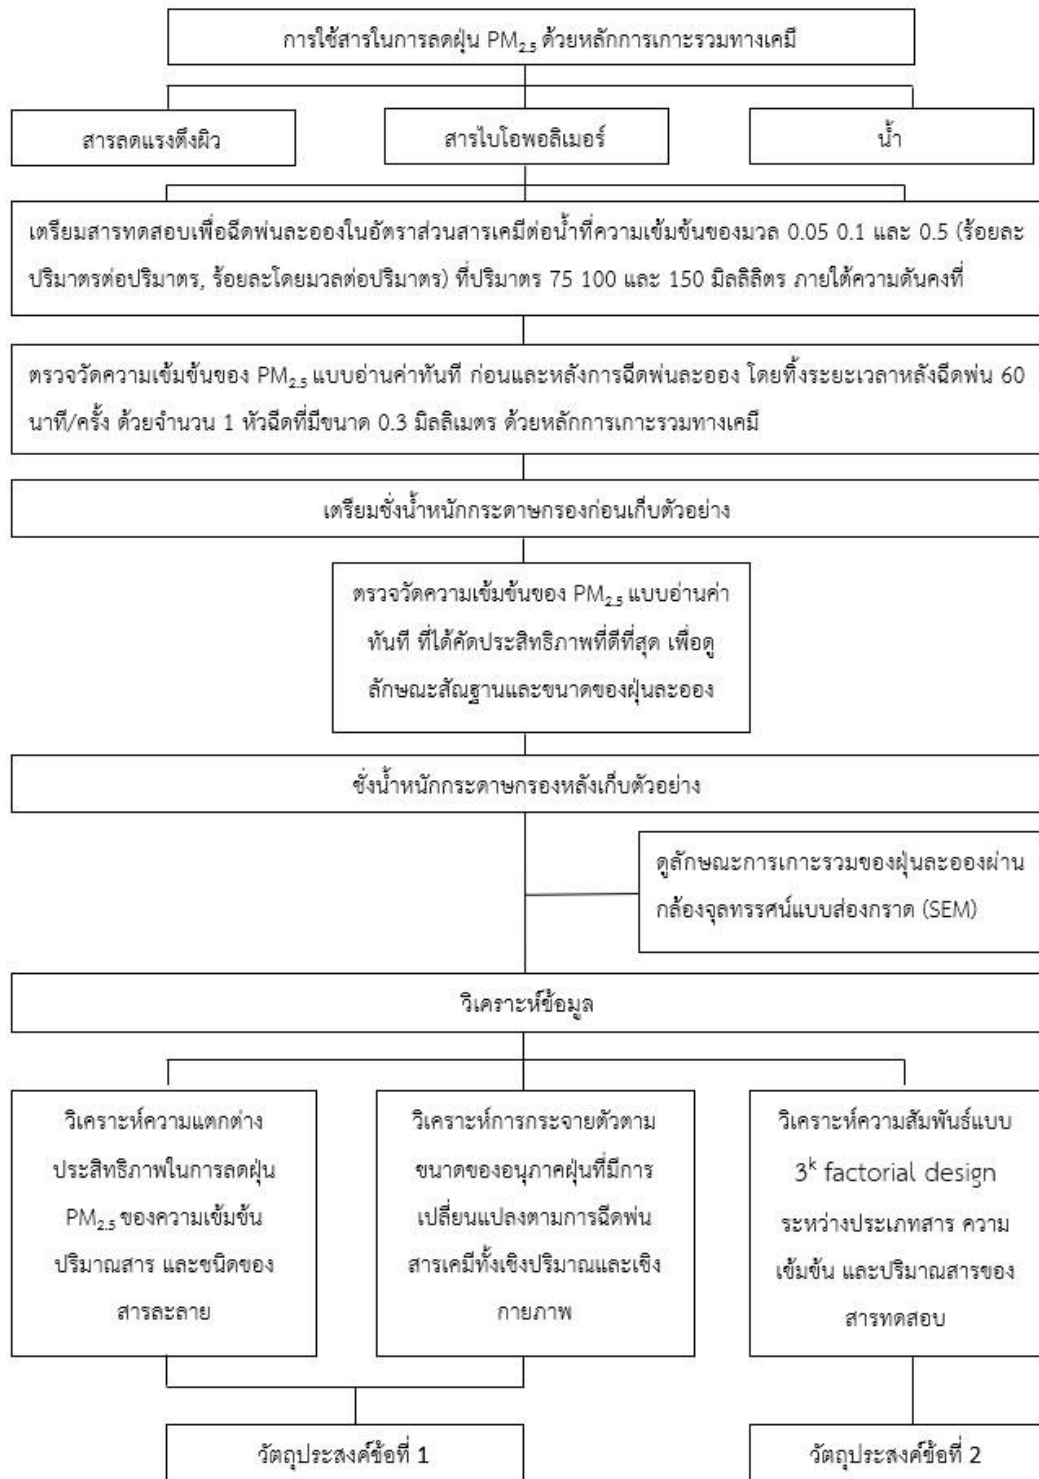 การใช้สารในการลดฝุ่น PM2.5 ด้วยหลักการเกาะรวมทางเคมี
สารลดแรงตึงผิว
สารไบโอพอลิเมอร์
น้ำ
เตรียมสารทดสอบเพื่อฉีดพ่นละอองในอัตราส่วนสารเคมีต่อน้ำที่ความเข้มข้นของมวล 0.05 0.1 และ 0.5 (ร้อยละ
ปริมาตรต่อปริมาตร, ร้อยละโดยมวลต่อปริมาตร) ที่ปริมาตร 75 100 และ 150 มิลลิลิตร ภายใต้ความดันคงที่
ตรวจวัดความเข้มข้นของ PM2.5 แบบอ่านค่าทันที ก่อนและหลังการฉีดพ่นละออง โดยทิ้งระยะเวลาหลังฉีดพ่น 60
นาที/ครั้ง ด้วยจำนวน 1 หัวฉีดที่มีขนาด 0.3 มิลลิเมตร ด้วยหลักการเกาะรวมทางเคมี
เตรียมชั่งน้ำหนักกระดาษกรองก่อนเก็บตัวอย่าง
ตรวจวัดความเข้มข้นของ PM2.5 แบบอ่านค่า
ทันที ที่ได้คัดประสิทธิภาพที่ดีที่สุด เพื่อดู
ลักษณะสัณฐานและขนาดของฝุ่นละออง
ชั่งน้ำหนักกระดาษกรองหลังเก็บตัวอย่าง
ดูลักษณะการเกาะรวมของฝุ่นละอองผ่าน
กล้องจุลทรรศน์แบบส่องกราด (SEM)
วิเคราะห์ข้อมูล
วิเคราะห์ความแตกต่าง
ประสิทธิภาพในการลดฝุ่น
PM2.5 ของความเข้มข้น
ปริมาณสาร และชนิดของ
สารละลาย
วิเคราะห์การกระจายตัวตาม
ขนาดของอนุภาคฝุ่นที่มีการ
เปลี่ยนแปลงตามการฉีดพ่น
สารเคมีทั้งเชิงปริมาณและเชิง
กายภาพ
วิเคราะห์ความสัมพันธ์แบบ
3^k factorial design
ระหว่างประเภทสาร ความ
เข้มข้น และปริมาณสารของ
สารทดสอบ
วัตถุประสงค์ข้อที่ 1
วัตถุประสงค์ข้อที่ 2